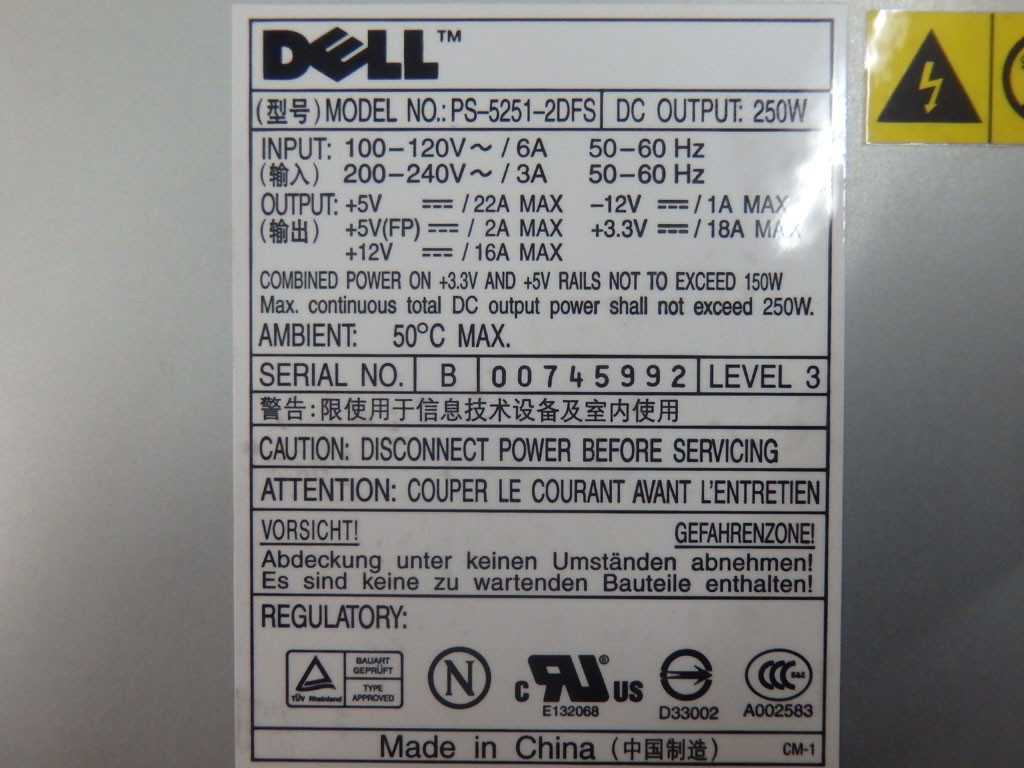 DELL™
(型号)MODEL NO.: PS-5251-2DFS DC OUTPUT: 250W
INPUT: 100-120V~ / 6A 50-60 Hz
(输入) 200-240V~ / 3A 50-60 Hz
OUTPUT: +5V ⎓ / 22A MAX -12V ⎓ / 1A MAX
(输出) +5V(FP) ⎓ / 2A MAX +3.3V ⎓ / 18A MAX
+12V ⎓ / 16A MAX
COMBINED POWER ON +3.3V AND +5V RAILS NOT TO EXCEED 150W
Max. continuous total DC output power shall not exceed 250W.
AMBIENT: 50°C MAX.
SERIAL NO. B 00745992 LEVEL 3
警告:限使用于信息技术设备及室内使用
CAUTION: DISCONNECT POWER BEFORE SERVICING
ATTENTION: COUPER LE COURANT AVANT L'ENTRETIEN
VORSICHT! GEFAHRENZONE!
Abdeckung unter keinen Umständen abnehmen!
Es sind keine zu wartenden Bauteile enthalten!
REGULATORY:
TÜV Rheinland
BAUART
GEPRÜFT
TYPE
APPROVED
N
c RU® US
E132068
D33002
CCC S&E
A002583
Made in China (中国制造) CM-1